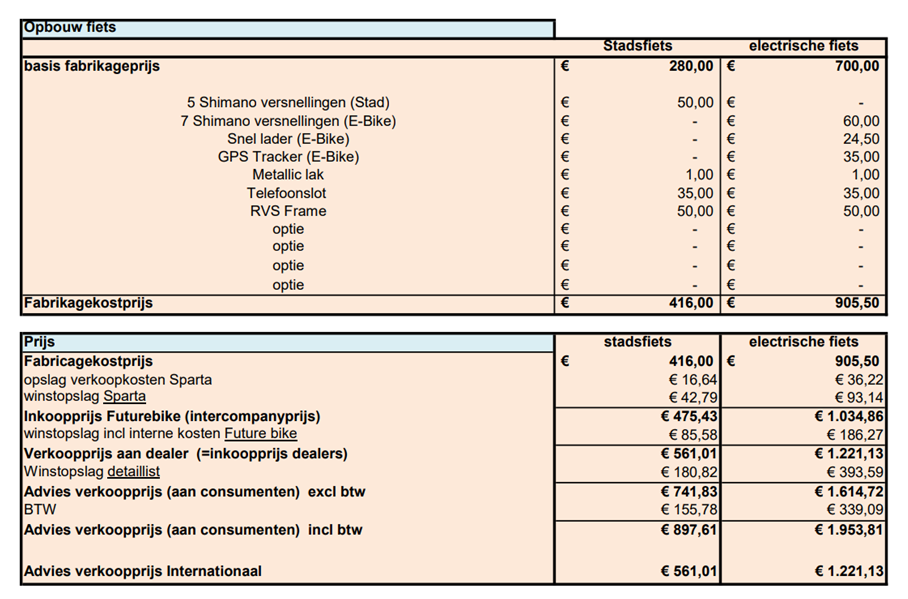 Opbouw fiets
Stadsfiets electrische fiets
basis fabrikageprijs € 280,00 € 700,00
5 Shimano versnellingen (Stad) € 50,00 € -
7 Shimano versnellingen (E-Bike) € - € 60,00
Snel lader (E-Bike) € - € 24,50
GPS Tracker (E-Bike) € - € 35,00
Metallic lak € 1,00 € 1,00
Telefoonslot € 35,00 € 35,00
RVS Frame € 50,00 € 50,00
optie € - € -
optie € - € -
optie € - € -
optie € - € -
Fabrikagekostprijs € 416,00 € 905,50
Prijs stadsfiets electrische fiets
Fabricagekostprijs € 416,00 € 905,50
opslag verkoopkosten Sparta € 16,64 € 36,22
winstopslag Sparta € 42,79 € 93,14
Inkoopprijs Futurebike (intercompanyprijs) € 475,43 € 1.034,86
winstopslag incl interne kosten Future bike € 85,58 € 186,27
Verkoopprijs aan dealer (=inkoopprijs dealers) € 561,01 € 1.221,13
Winstopslag detaillist € 180,82 € 393,59
Advies verkoopprijs (aan consumenten) excl btw € 741,83 € 1.614,72
BTW € 155,78 € 339,09
Advies verkoopprijs (aan consumenten) incl btw € 897,61 € 1.953,81
Advies verkoopprijs Internationaal € 561,01 € 1.221,13